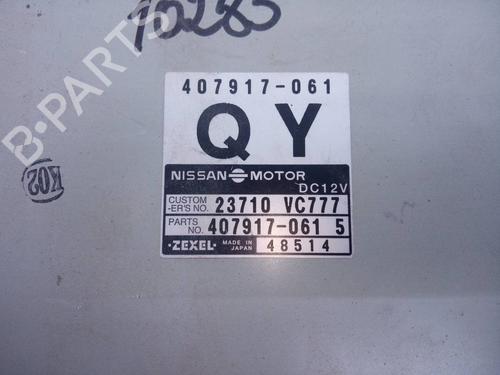 10285
B-PARTS
407917-061
QY
NISSAN MOTOR
DC12V
CUSTOM
-ER'S NO. 23710 VC777
PARTS
NO. 407917-061 5
·ZEXEL· MADE IN JAPAN 48514
K02